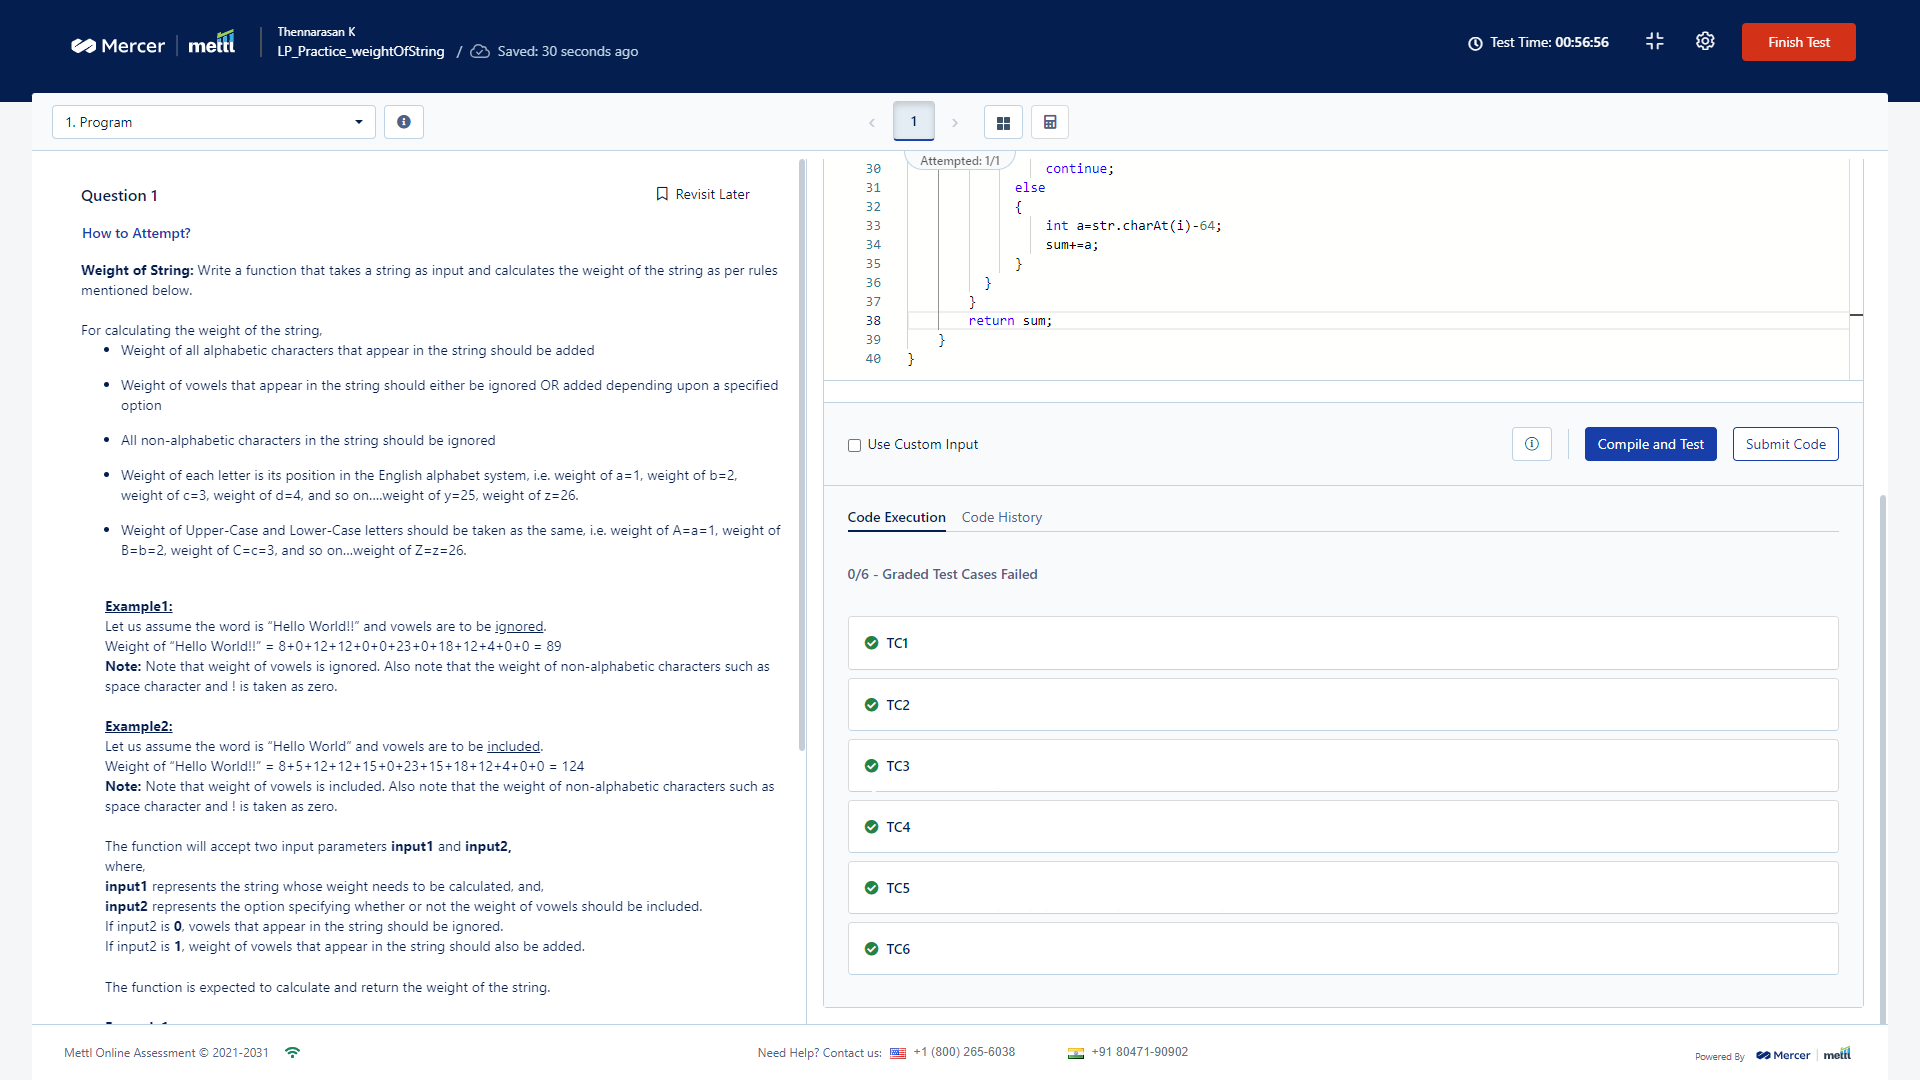 Mercer
mettl
Thennarasan K
LP_Practice_weightOfString / Saved: 30 seconds ago
Test Time: 00:56:56
Finish Test
1. Program
1
Attempted: 1/1
Question 1
Revisit Later
How to Attempt?
Weight of String: Write a function that takes a string as input and calculates the weight of the string as per rules
mentioned below.
For calculating the weight of the string,
• Weight of all alphabetic characters that appear in the string should be added
• Weight of vowels that appear in the string should either be ignored OR added depending upon a specified
option
• All non-alphabetic characters in the string should be ignored
• Weight of each letter is its position in the English alphabet system, i.e. weight of a=1, weight of b=2,
weight of c=3, weight of d=4, and so on....weight of y=25, weight of z=26.
• Weight of Upper-Case and Lower-Case letters should be taken as the same, i.e. weight of A=a=1, weight of
B=b=2, weight of C=c=3, and so on...weight of Z=z=26.
Example1:
Let us assume the word is “Hello World!!” and vowels are to be ignored.
Weight of “Hello World!!” = 8+0+12+12+0+0+23+0+18+12+4+0+0 = 89
Note: Note that weight of vowels is ignored. Also note that the weight of non-alphabetic characters such as
space character and ! is taken as zero.
Example2:
Let us assume the word is “Hello World” and vowels are to be included.
Weight of “Hello World!!” = 8+5+12+12+15+0+23+15+18+12+4+0+0 = 124
Note: Note that weight of vowels is included. Also note that the weight of non-alphabetic characters such as
space character and ! is taken as zero.
The function will accept two input parameters input1 and input2,
where,
input1 represents the string whose weight needs to be calculated, and,
input2 represents the option specifying whether or not the weight of vowels should be included.
If input2 is 0, vowels that appear in the string should be ignored.
If input2 is 1, weight of vowels that appear in the string should also be added.
The function is expected to calculate and return the weight of the string.
30 continue;
31 else
32 {
33 int a=str.charAt(i)-64;
34 sum+=a;
35 }
36 }
37 }
38 return sum;
39 }
40 }
Use Custom Input
Compile and Test
Submit Code
Code Execution
Code History
0/6 - Graded Test Cases Failed
TC1
TC2
TC3
TC4
TC5
TC6
Mettl Online Assessment © 2021-2031
Need Help? Contact us: +1 (800) 265-6038
+91 80471-90902
Powered By Mercer mettl